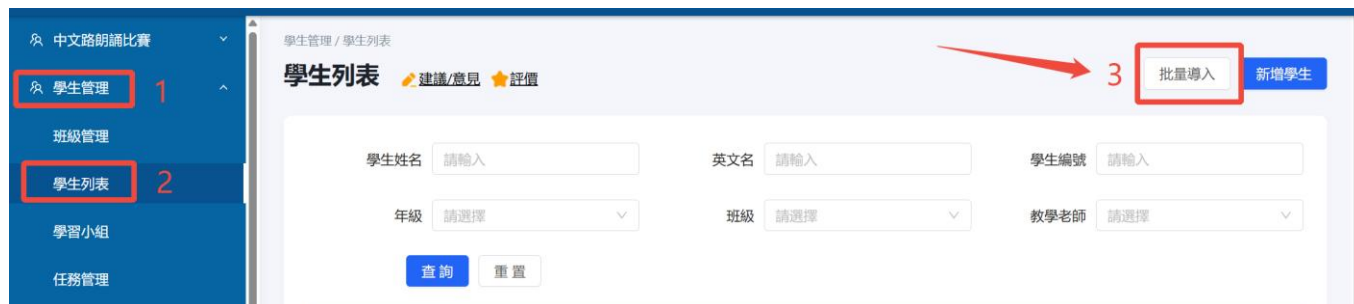 中文路朗誦比賽
學生管理 1
班級管理
學生列表 2
學習小組
任務管理
學生管理 / 學生列表
學生列表 建議/意見 評價
3 批量導入 新增學生
學生姓名 請輸入 英文名 請輸入 學生編號 請輸入
年級 請選擇 班級 請選擇 教學老師 請選擇
查詢 重置